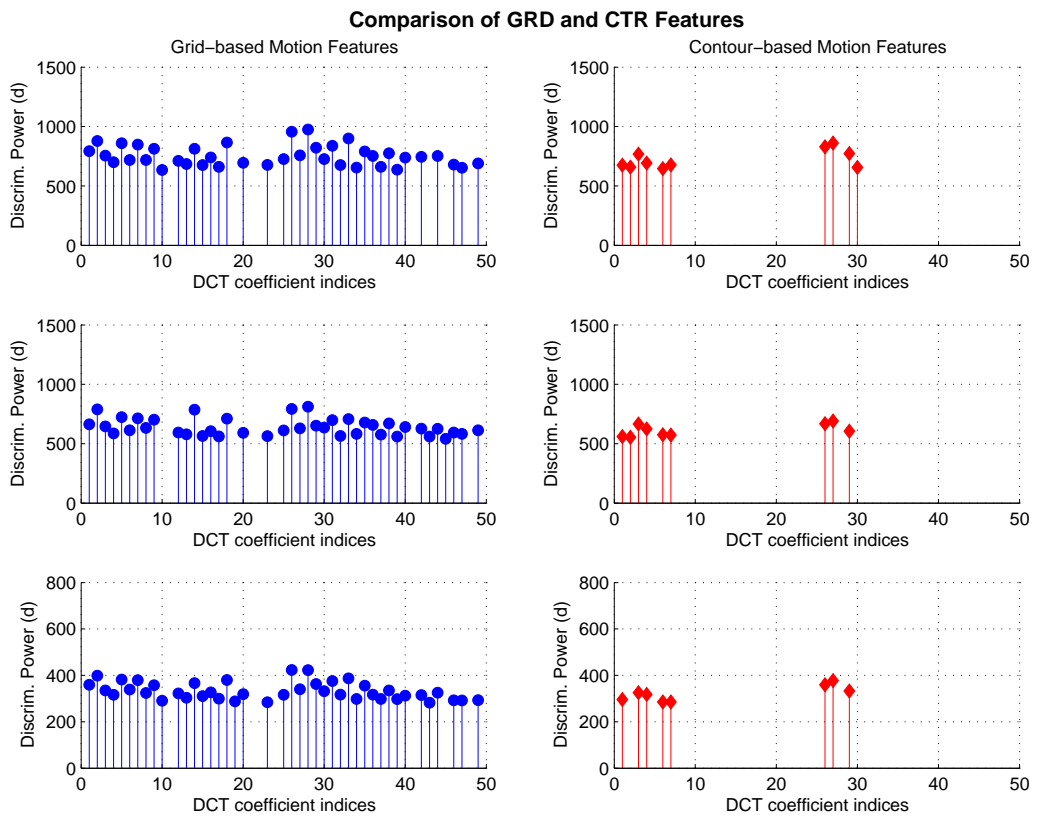 Comparison of GRD and CTR Features
Grid−based Motion Features
1500
1000
500
0
Discrim. Power (d)
0 10 20 30 40 50
DCT coefficient indices
Contour−based Motion Features
1500
1000
500
0
Discrim. Power (d)
0 10 20 30 40 50
DCT coefficient indices
1500
1000
500
0
Discrim. Power (d)
0 10 20 30 40 50
DCT coefficient indices
1500
1000
500
0
Discrim. Power (d)
0 10 20 30 40 50
DCT coefficient indices
800
600
400
200
0
Discrim. Power (d)
0 10 20 30 40 50
DCT coefficient indices
800
600
400
200
0
Discrim. Power (d)
0 10 20 30 40 50
DCT coefficient indices